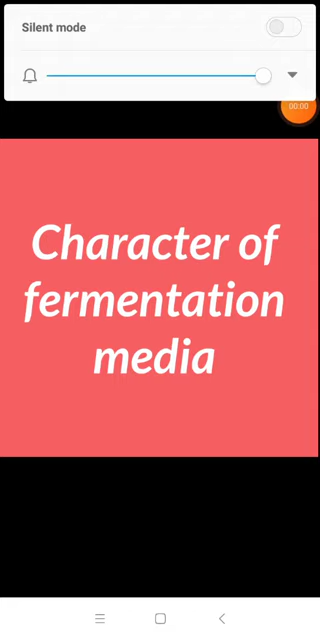 Silent mode
00:00
Character of
fermentation
media